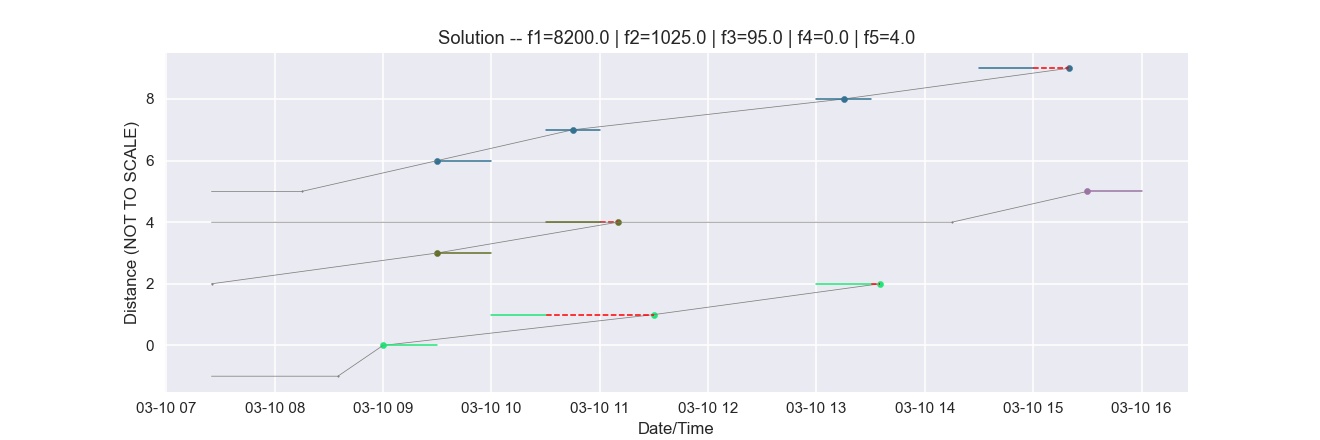 Solution -- f1=8200.0 | f2=1025.0 | f3=95.0 | f4=0.0 | f5=4.0
Distance (NOT TO SCALE)
8
6
4
2
0
03-10 07 03-10 08 03-10 09 03-10 10 03-10 11 03-10 12 03-10 13 03-10 14 03-10 15 03-10 16
Date/Time